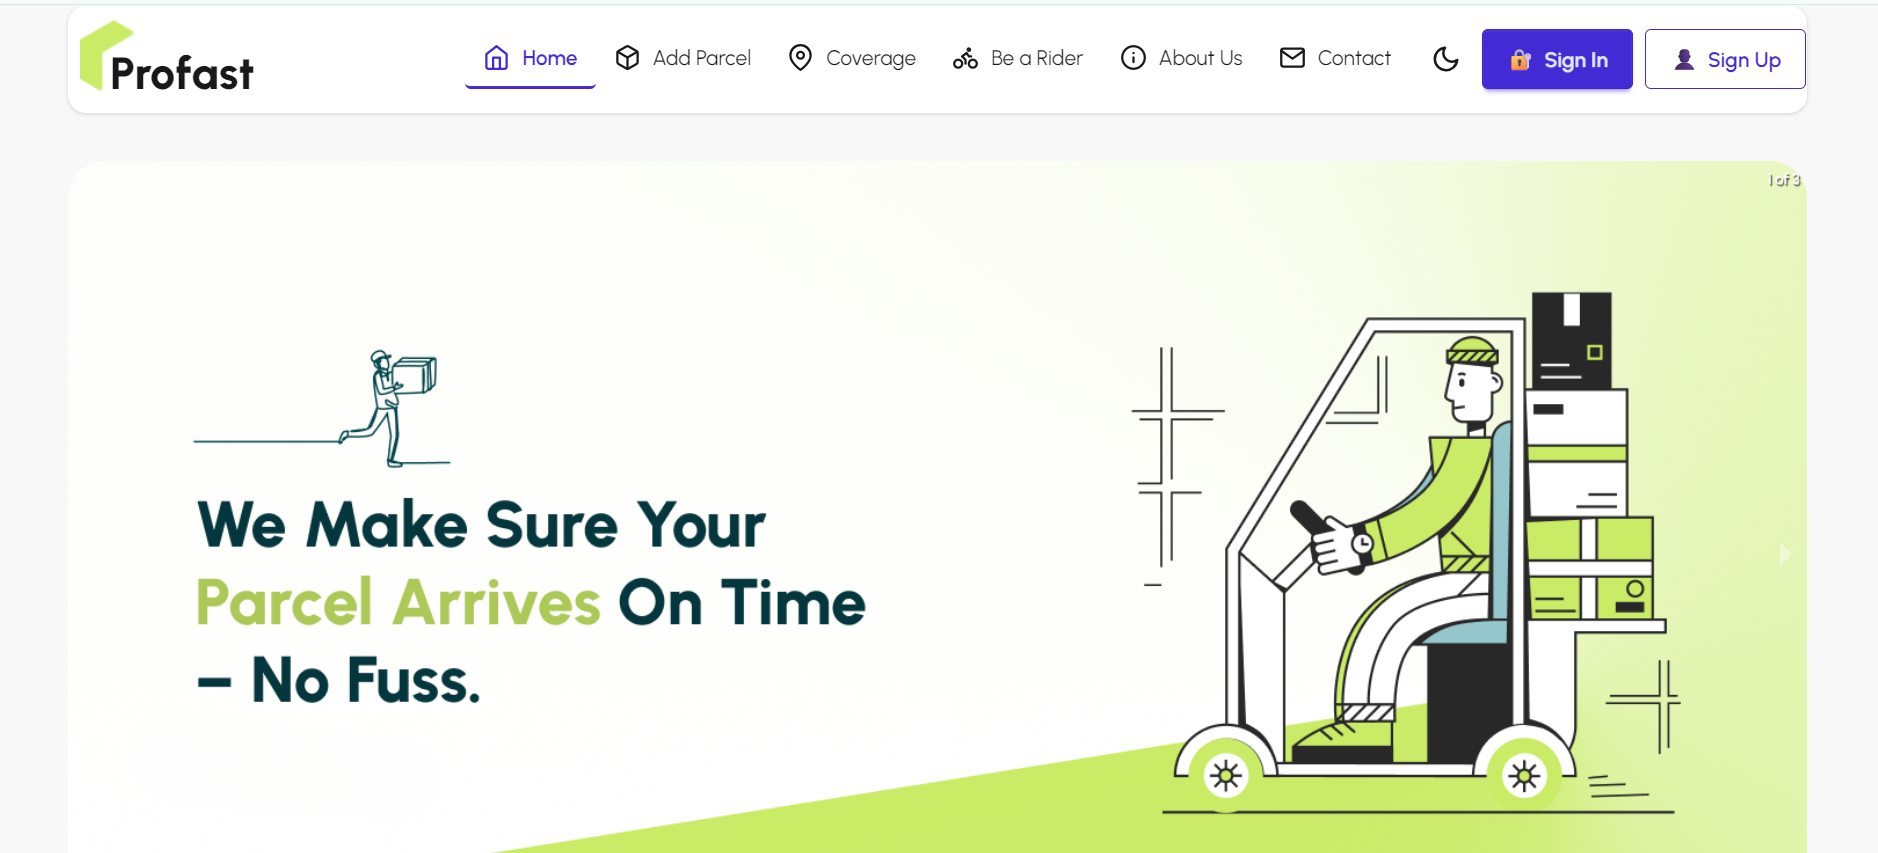 Profast
Home Add Parcel Coverage Be a Rider About Us Contact Sign In Sign Up
1 of 3
We Make Sure Your
Parcel Arrives On Time
– No Fuss.